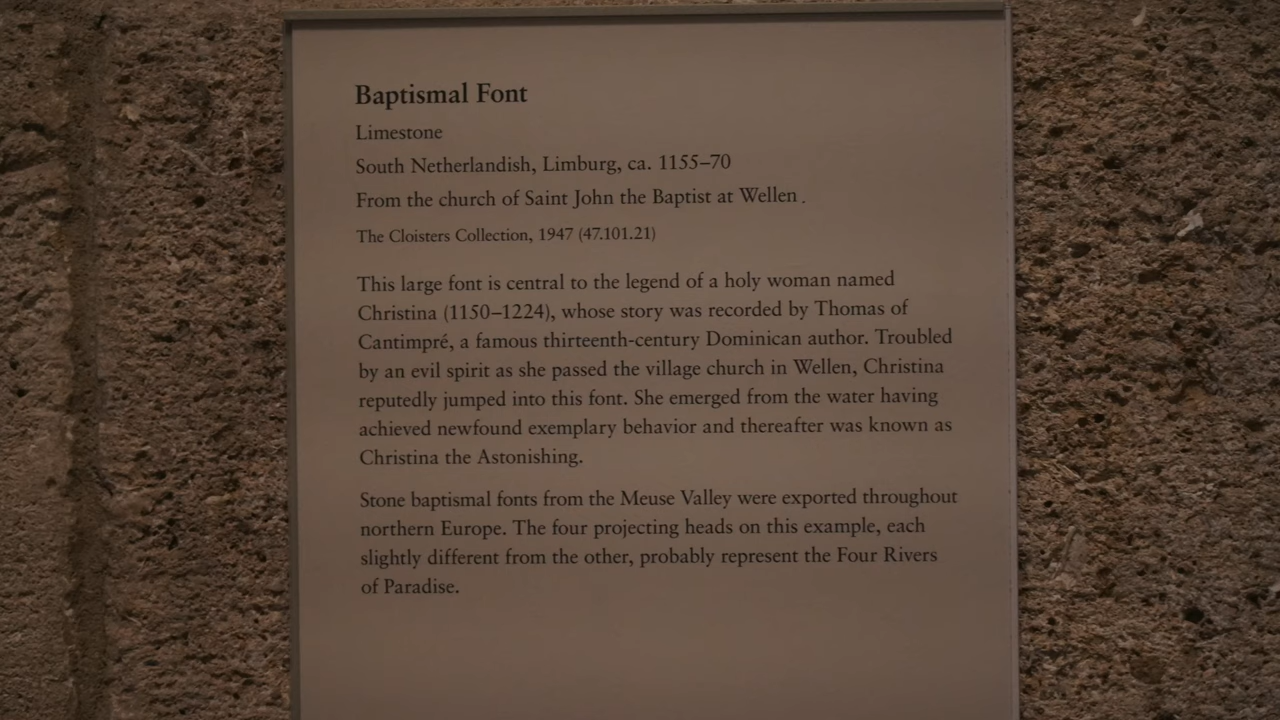 Baptismal Font
Limestone
South Netherlandish, Limburg, ca. 1155–70
From the church of Saint John the Baptist at Wellen.
The Cloisters Collection, 1947 (47.101.21)
This large font is central to the legend of a holy woman named
Christina (1150–1224), whose story was recorded by Thomas of
Cantimpré, a famous thirteenth-century Dominican author. Troubled
by an evil spirit as she passed the village church in Wellen, Christina
reputedly jumped into this font. She emerged from the water having
achieved newfound exemplary behavior and thereafter was known as
Christina the Astonishing.
Stone baptismal fonts from the Meuse Valley were exported throughout
northern Europe. The four projecting heads on this example, each
slightly different from the other, probably represent the Four Rivers
of Paradise.